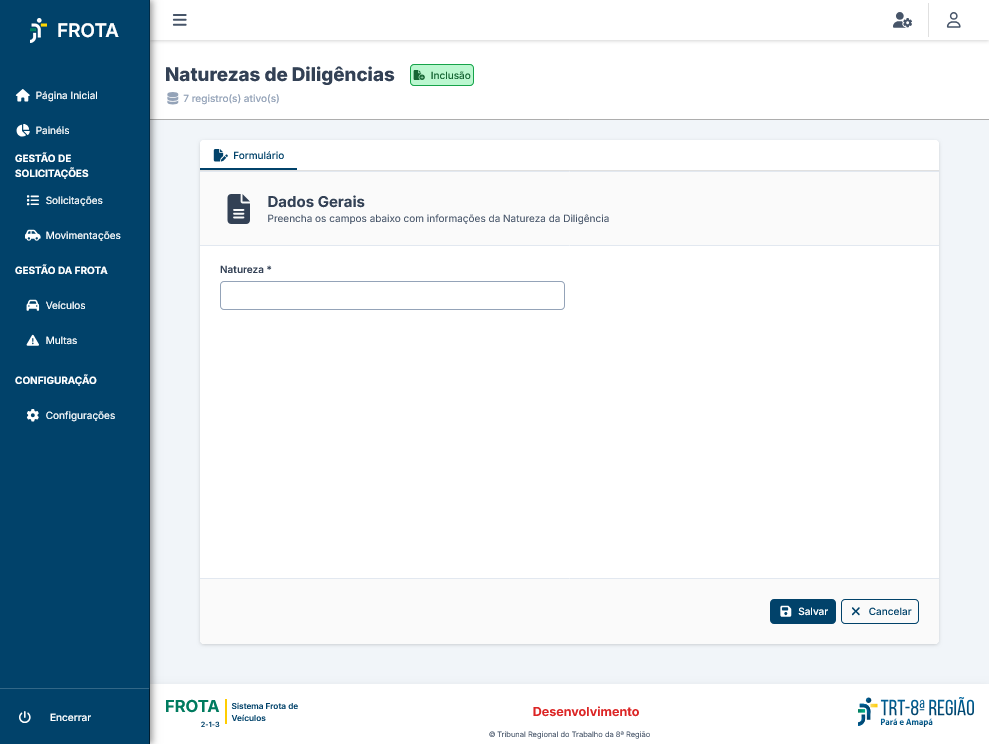 FROTA
Página Inicial
Painéis
GESTÃO DE
SOLICITAÇÕES
Solicitações
Movimentações
GESTÃO DA FROTA
Veículos
Multas
CONFIGURAÇÃO
Configurações
Encerrar
Naturezas de Diligências
Inclusão
7 registro(s) ativo(s)
Formulário
Dados Gerais
Preencha os campos abaixo com informações da Natureza da Diligência
Natureza *
Salvar
Cancelar
FROTA
2-1-3
Sistema Frota de
Veículos
Desenvolvimento
© Tribunal Regional do Trabalho da 8ª Região
TRT-8ª REGIÃO
Pará e Amapá